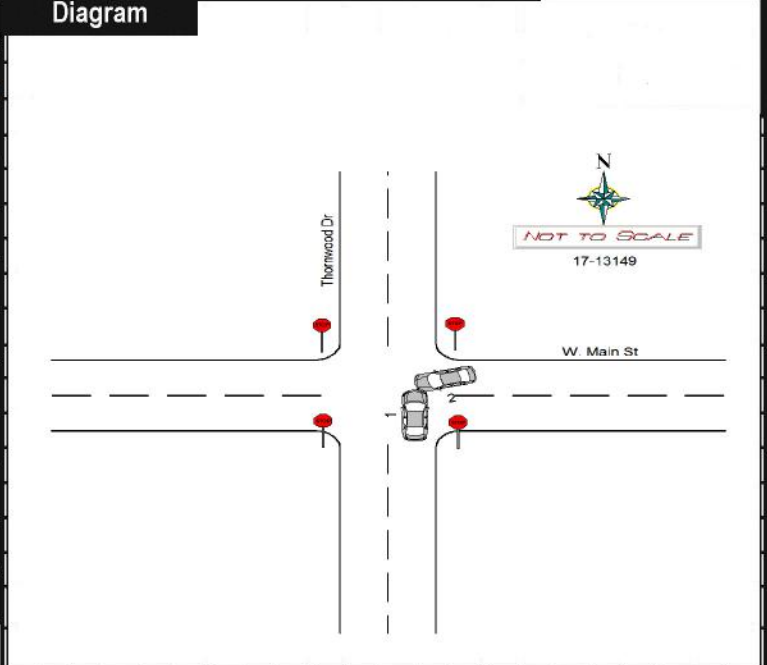 Diagram
N
NOT TO SCALE
17-13149
Thornwood Dr
W. Main St
2
1